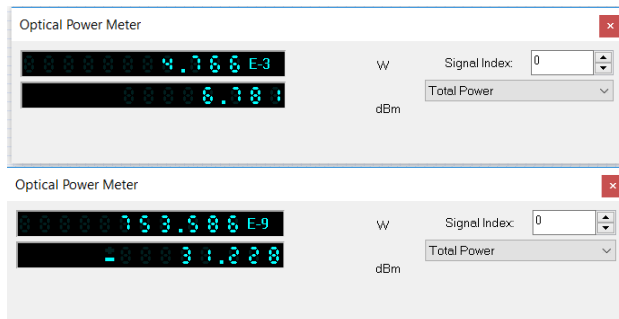 Optical Power Meter
4.766 E-3 W Signal Index: 0
6.781 dBm Total Power
Optical Power Meter
753.586 E-9 W Signal Index: 0
- 31.228 dBm Total Power